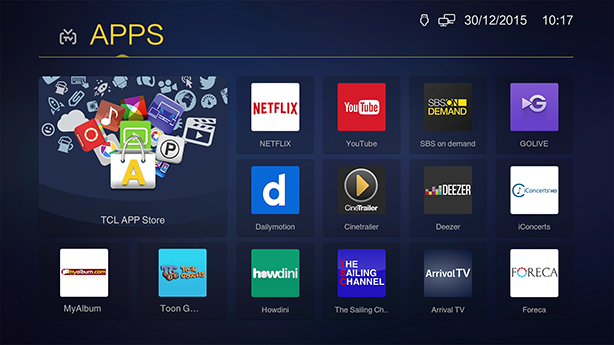 TV APPS 30/12/2015 10:17
NETFLIX YouTube SBS ON DEMAND G
NETFLIX YouTube SBS on demand GOLIVE
A P
TCL APP Store
d CINETRAILER DEEZER iConcerts HD
Dailymotion Cinetrailer Deezer iConcerts
myalbum.com howdini THE SAILING CHANNEL ArrivalTV FORECA
MyAlbum Toon G... Howdini The Sailing Ch.. Arrival TV Foreca